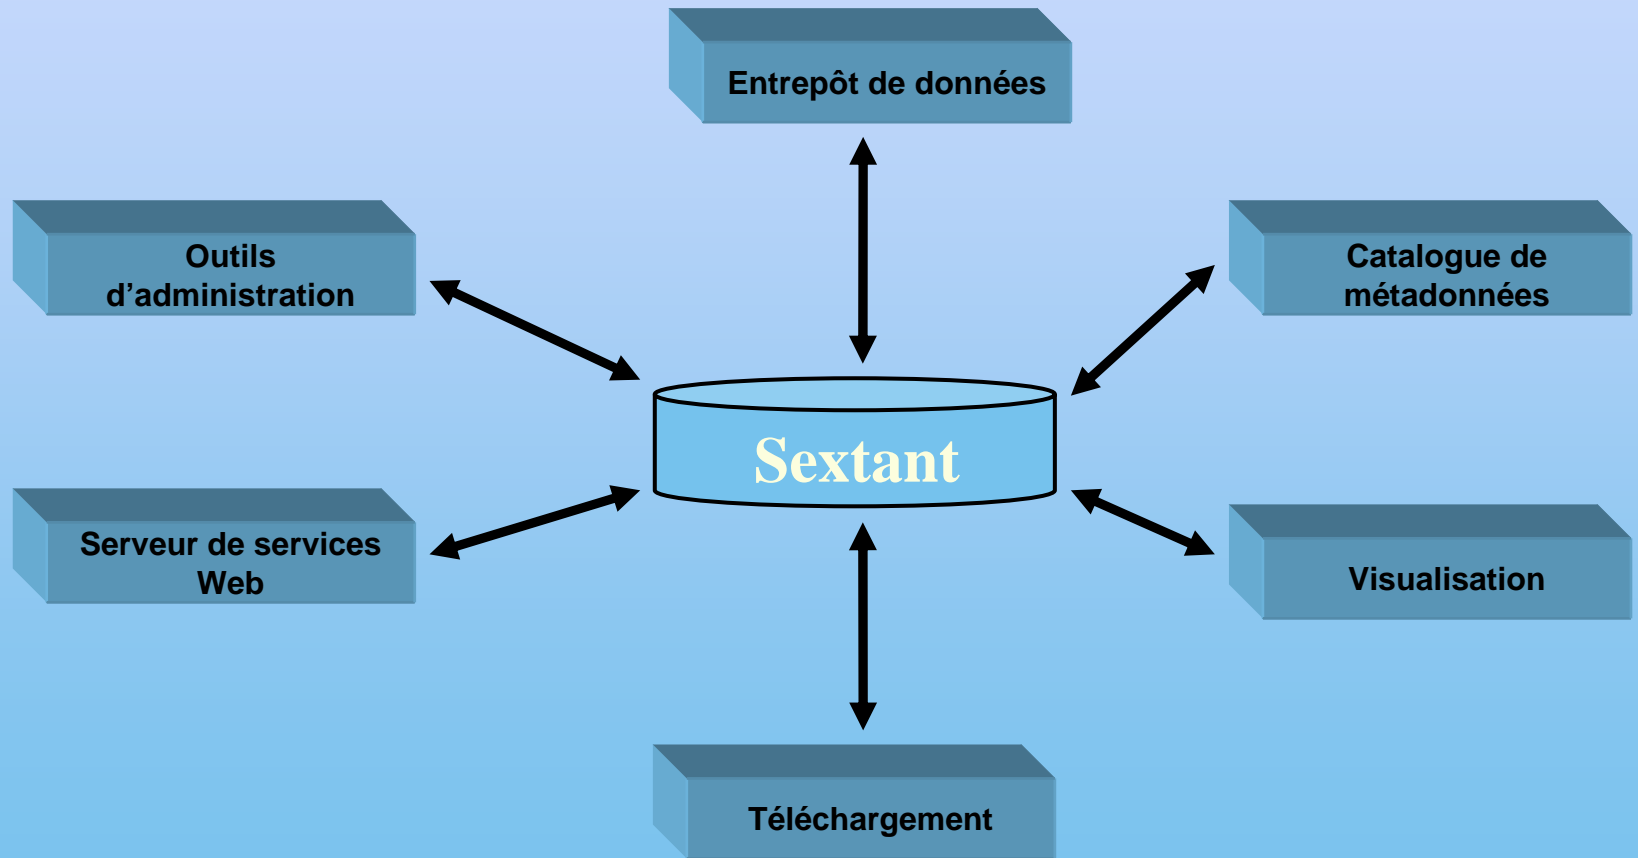 Entrepôt de données
Outils
d’administration
Catalogue de
métadonnées
Sextant
Serveur de services
Web
Visualisation
Téléchargement